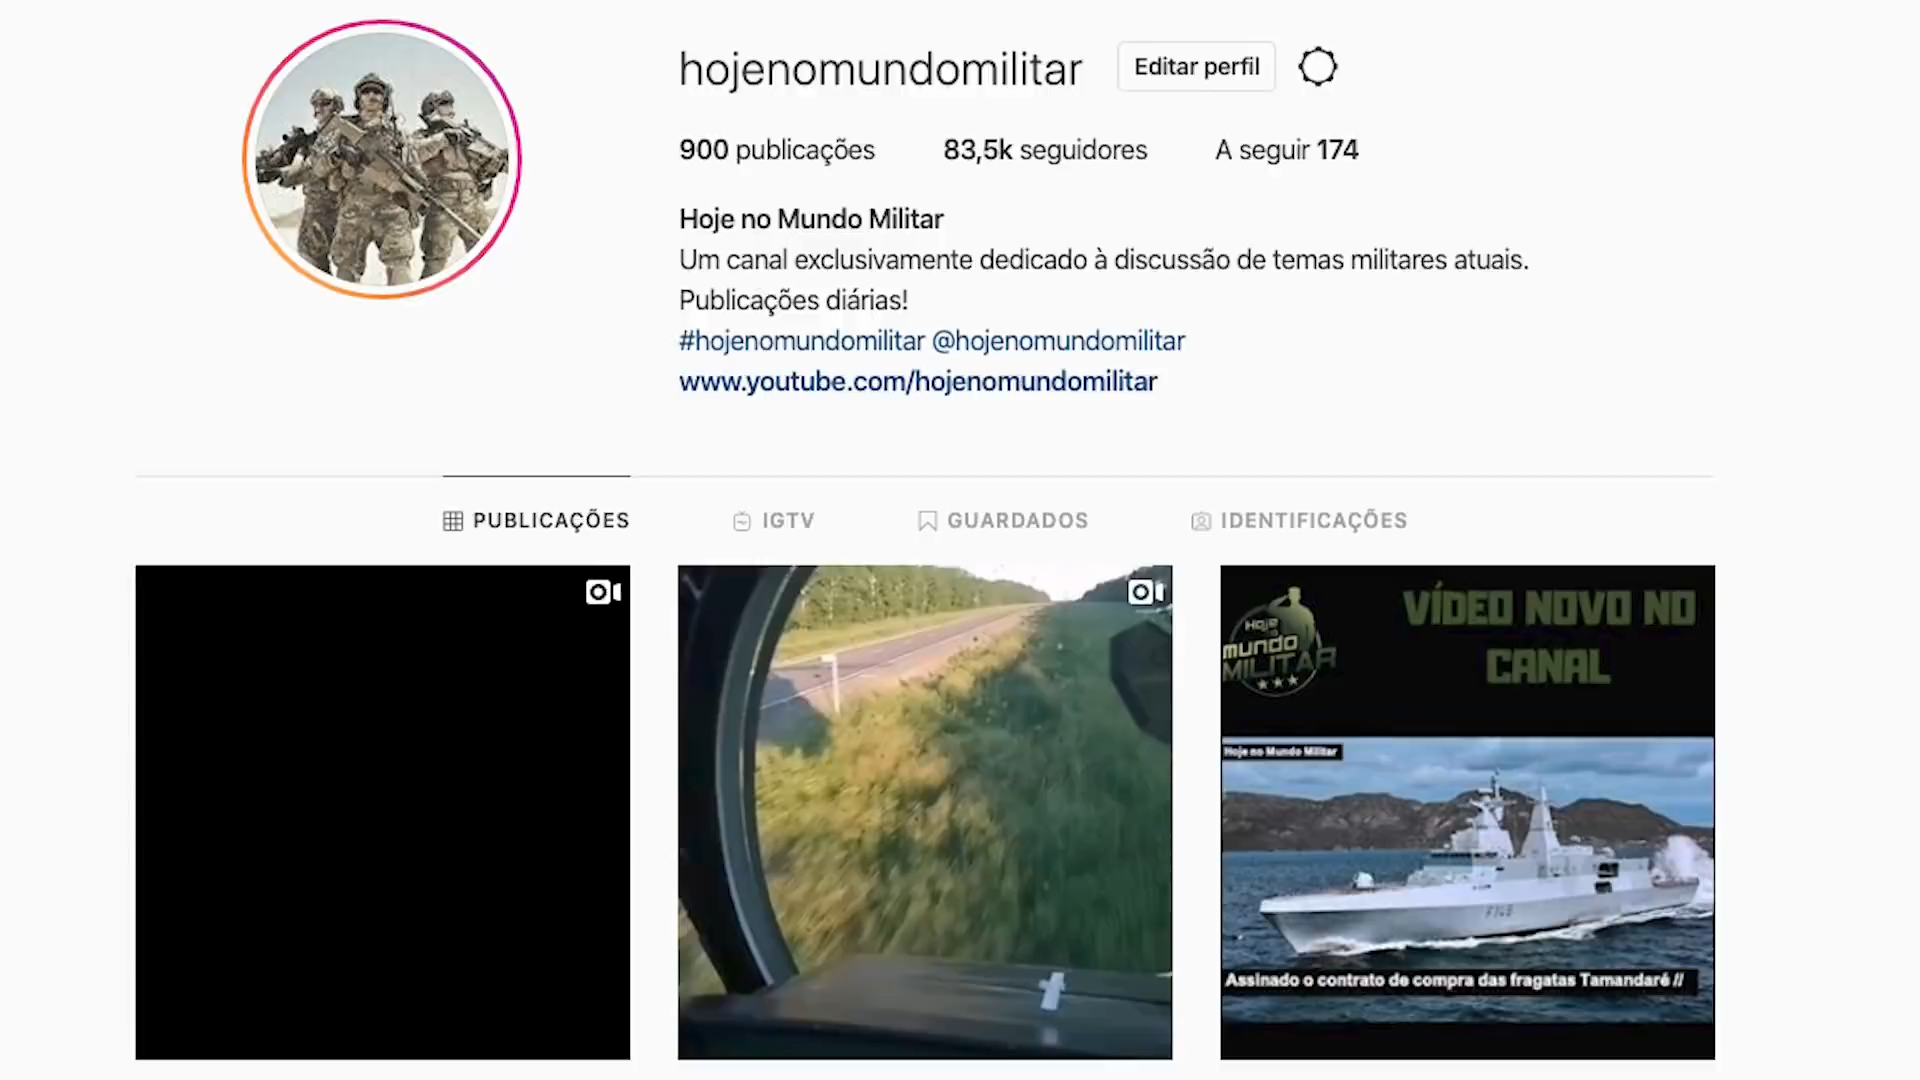 hojenomundomilitar Editar perfil
900 publicações 83,5k seguidores A seguir 174
Hoje no Mundo Militar
Um canal exclusivamente dedicado à discussão de temas militares atuais.
Publicações diárias!
#hojenomundomilitar @hojenomundomilitar
www.youtube.com/hojenomundomilitar
PUBLICAÇÕES IGTV GUARDADOS IDENTIFICAÇÕES
VÍDEO NOVO NO
CANAL
Hoje
mundo
MILITAR
Hoje no Mundo Militar
Assinado o contrato de compra das fragatas Tamandaré //